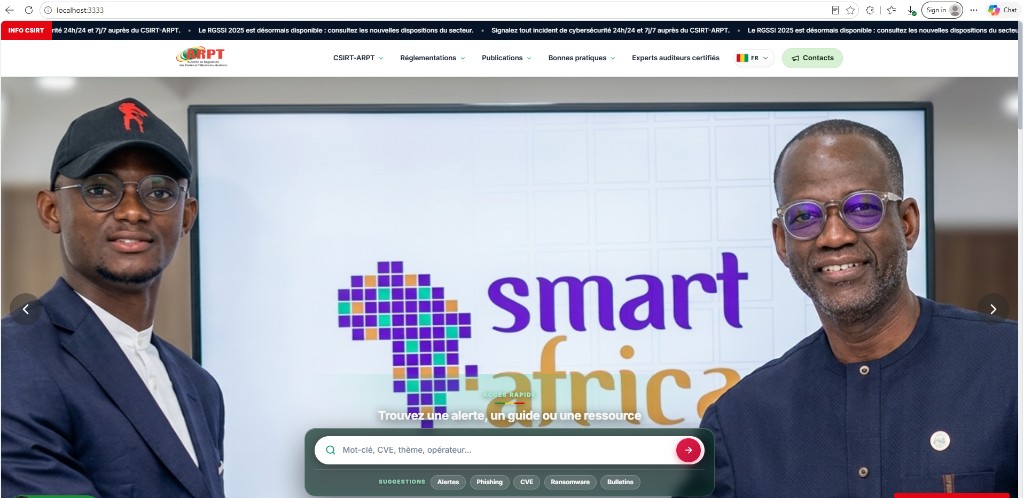 localhost:3333
Sign in
Chat
INFO CSIRT
rité 24h/24 et 7j/7 auprès du CSIRT-ARPT. • Le RGSSI 2025 est désormais disponible : consultez les nouvelles dispositions du secteur. • Signalez tout incident de cybersécurité 24h/24 et 7j/7 auprès du CSIRT-ARPT. • Le RGSSI 2025 est désormais disponible : consultez les nouvelles dispositions du secteu
ARPT
CSIRT-ARPT
Réglementations
Publications
Bonnes pratiques
Experts auditeurs certifiés
FR
Contacts
smart
africa
ACCÈS RAPIDE
Trouvez une alerte, un guide ou une ressource
Mot-clé, CVE, thème, opérateur...
SUGGESTIONS
Alertes
Phishing
CVE
Ransomware
Bulletins